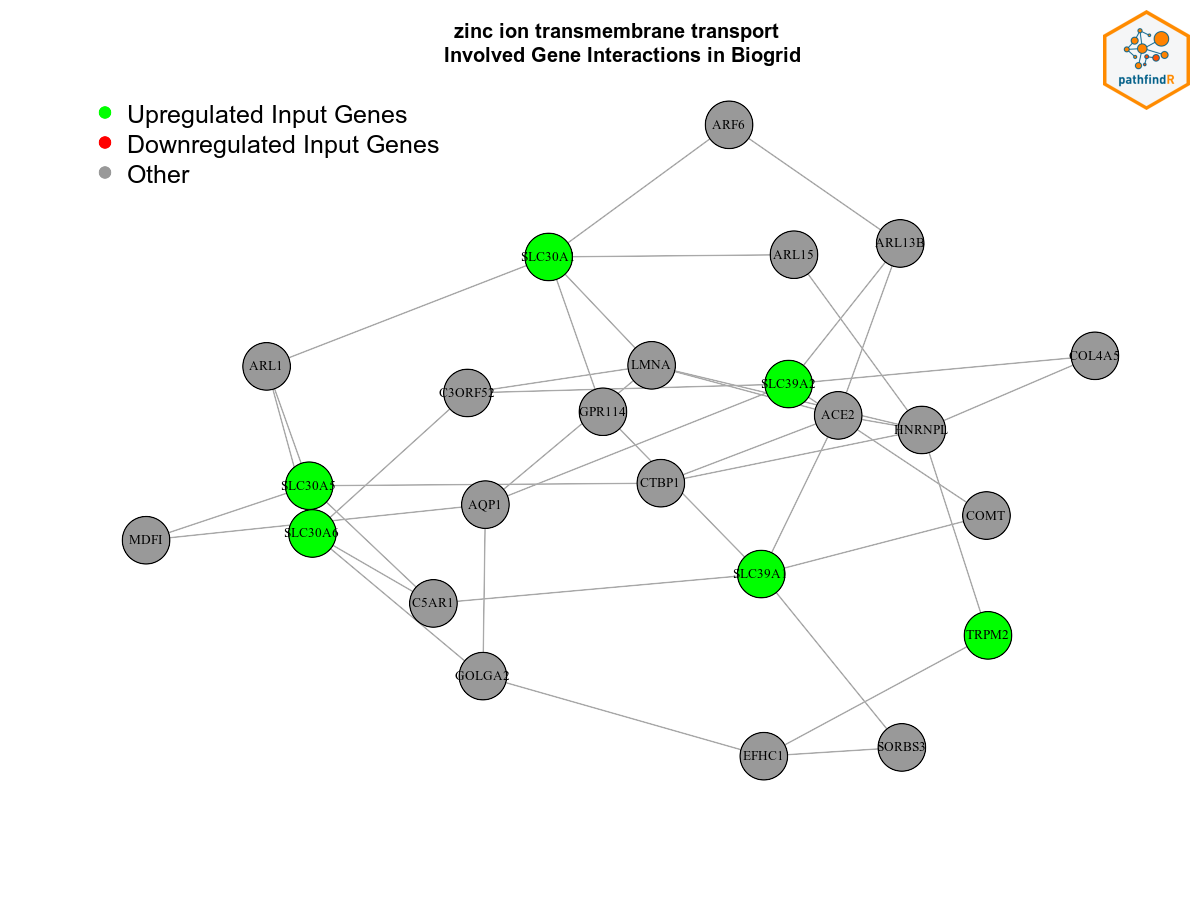 zinc ion transmembrane transport
Involved Gene Interactions in Biogrid
pathfindR
Upregulated Input Genes
Downregulated Input Genes
Other
ARF6
ARL13B
SLC30A
ARL15
COL4A5
LMNA
ARL1
SLC39A2
C3ORF52
GPR114
ACE2
HNRNPL
CTBP1
SLC30A5
AQP1
COMT
SLC30A6
MDFI
SLC39A
C5AR1
TRPM2
GOLGA2
SORBS3
EFHC1